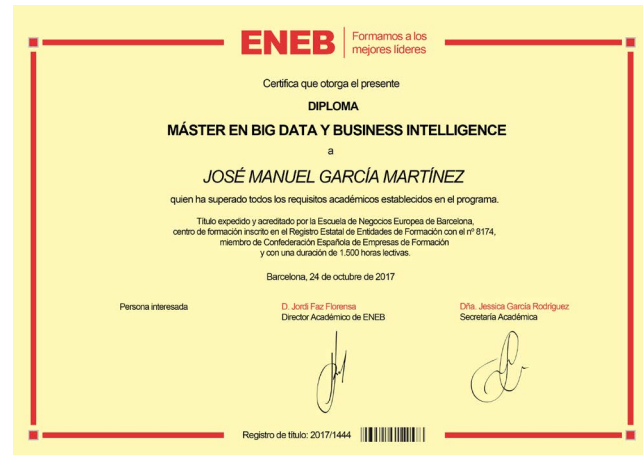 ENEB
Formamos a los
mejores líderes
Certifica que otorga el presente
DIPLOMA
MÁSTER EN BIG DATA Y BUSINESS INTELLIGENCE
a
JOSÉ MANUEL GARCÍA MARTÍNEZ
quien ha superado todos los requisitos académicos establecidos en el programa.
Título expedido y acreditado por la Escuela de Negocios Europea de Barcelona,
centro de formación inscrito en el Registro Estatal de Entidades de Formación con el nº 8174,
miembro de Confederación Española de Empresas de Formación
y con una duración de 1.500 horas lectivas.
Barcelona, 24 de octubre de 2017
Persona interesada
D. Jordi Faz Florensa
Director Académico de ENEB
Dña. Jessica García Rodríguez
Secretaría Académica
Registro de título: 2017/1444